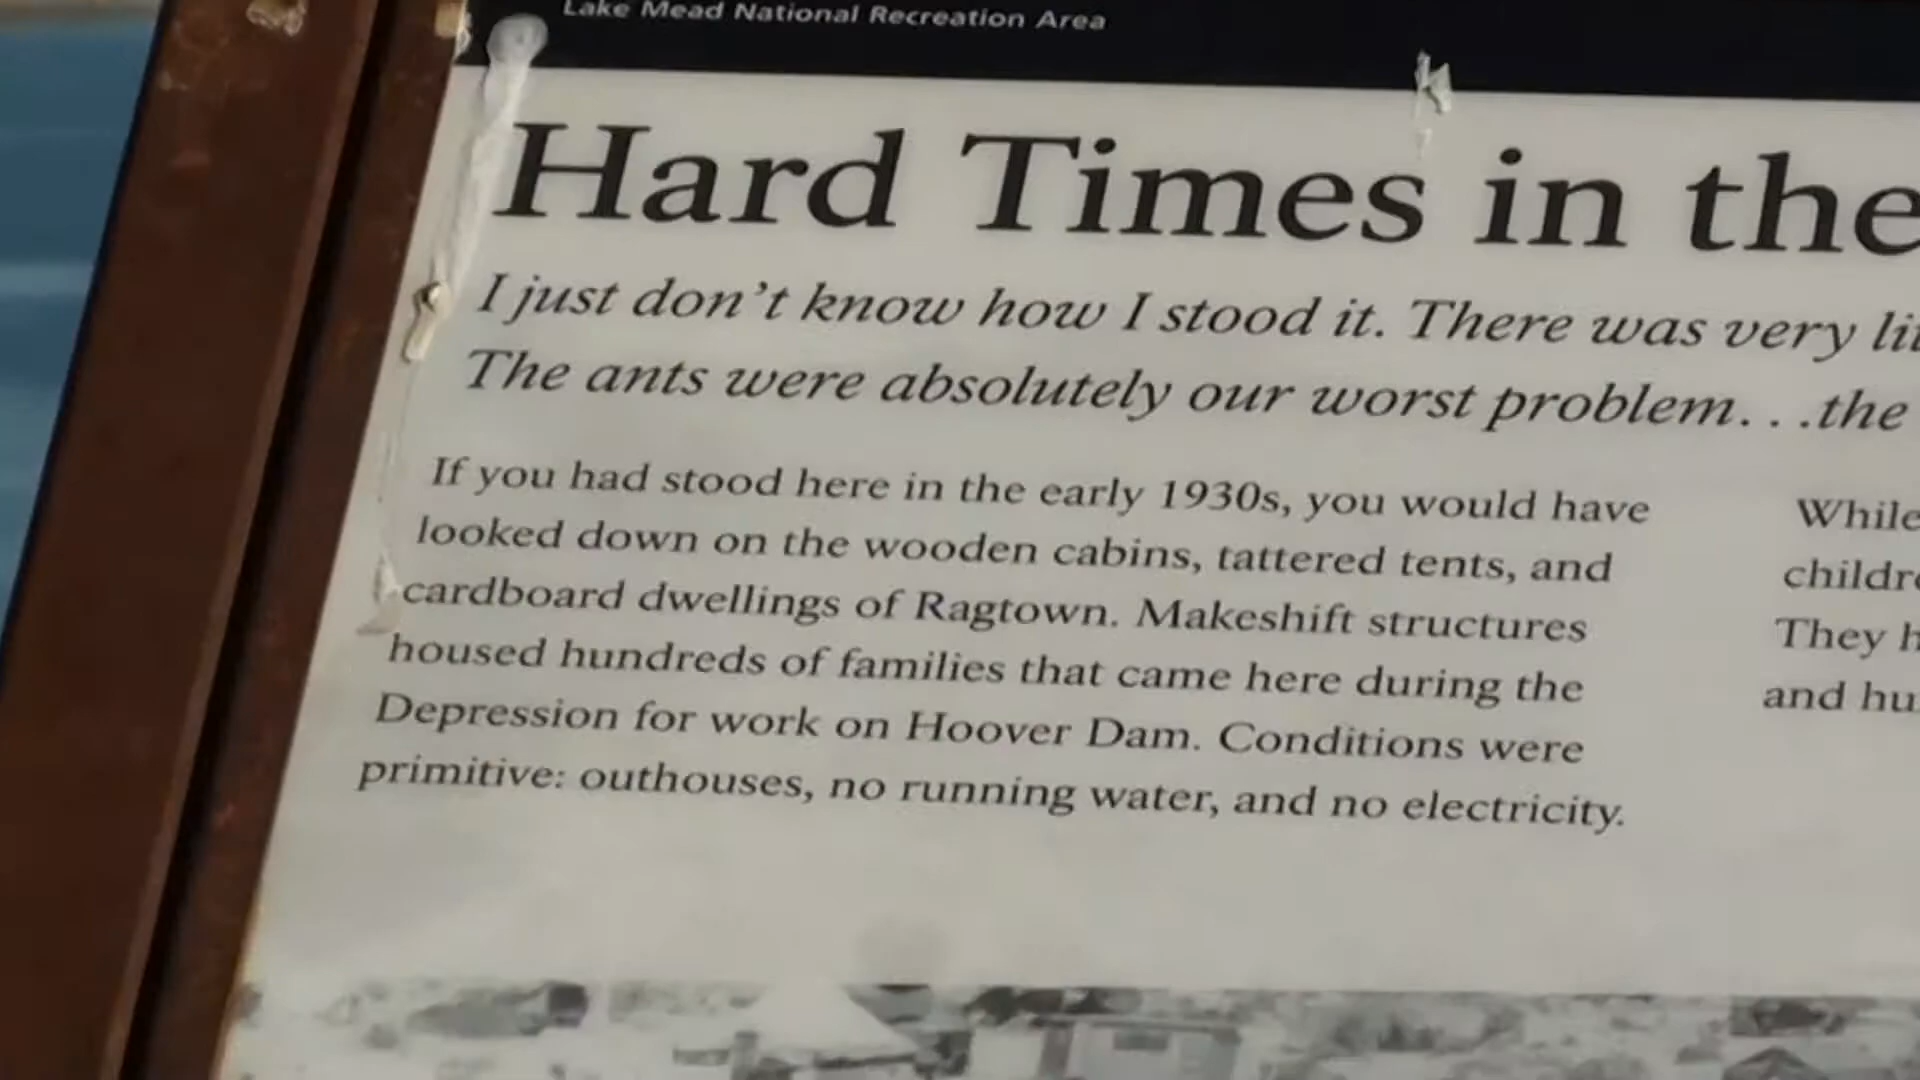 Lake Mead National Recreation Area
Hard Times in the
I just don't know how I stood it. There was very
The ants were absolutely our worst problem. . .the
If you had stood here in the early 1930s, you would have
looked down on the wooden cabins, tattered tents, and
cardboard dwellings of Ragtown. Makeshift structures
housed hundreds of families that came here during the
Depression for work on Hoover Dam. Conditions were
primitive: outhouses, no running water, and no electricity.
While
They
and